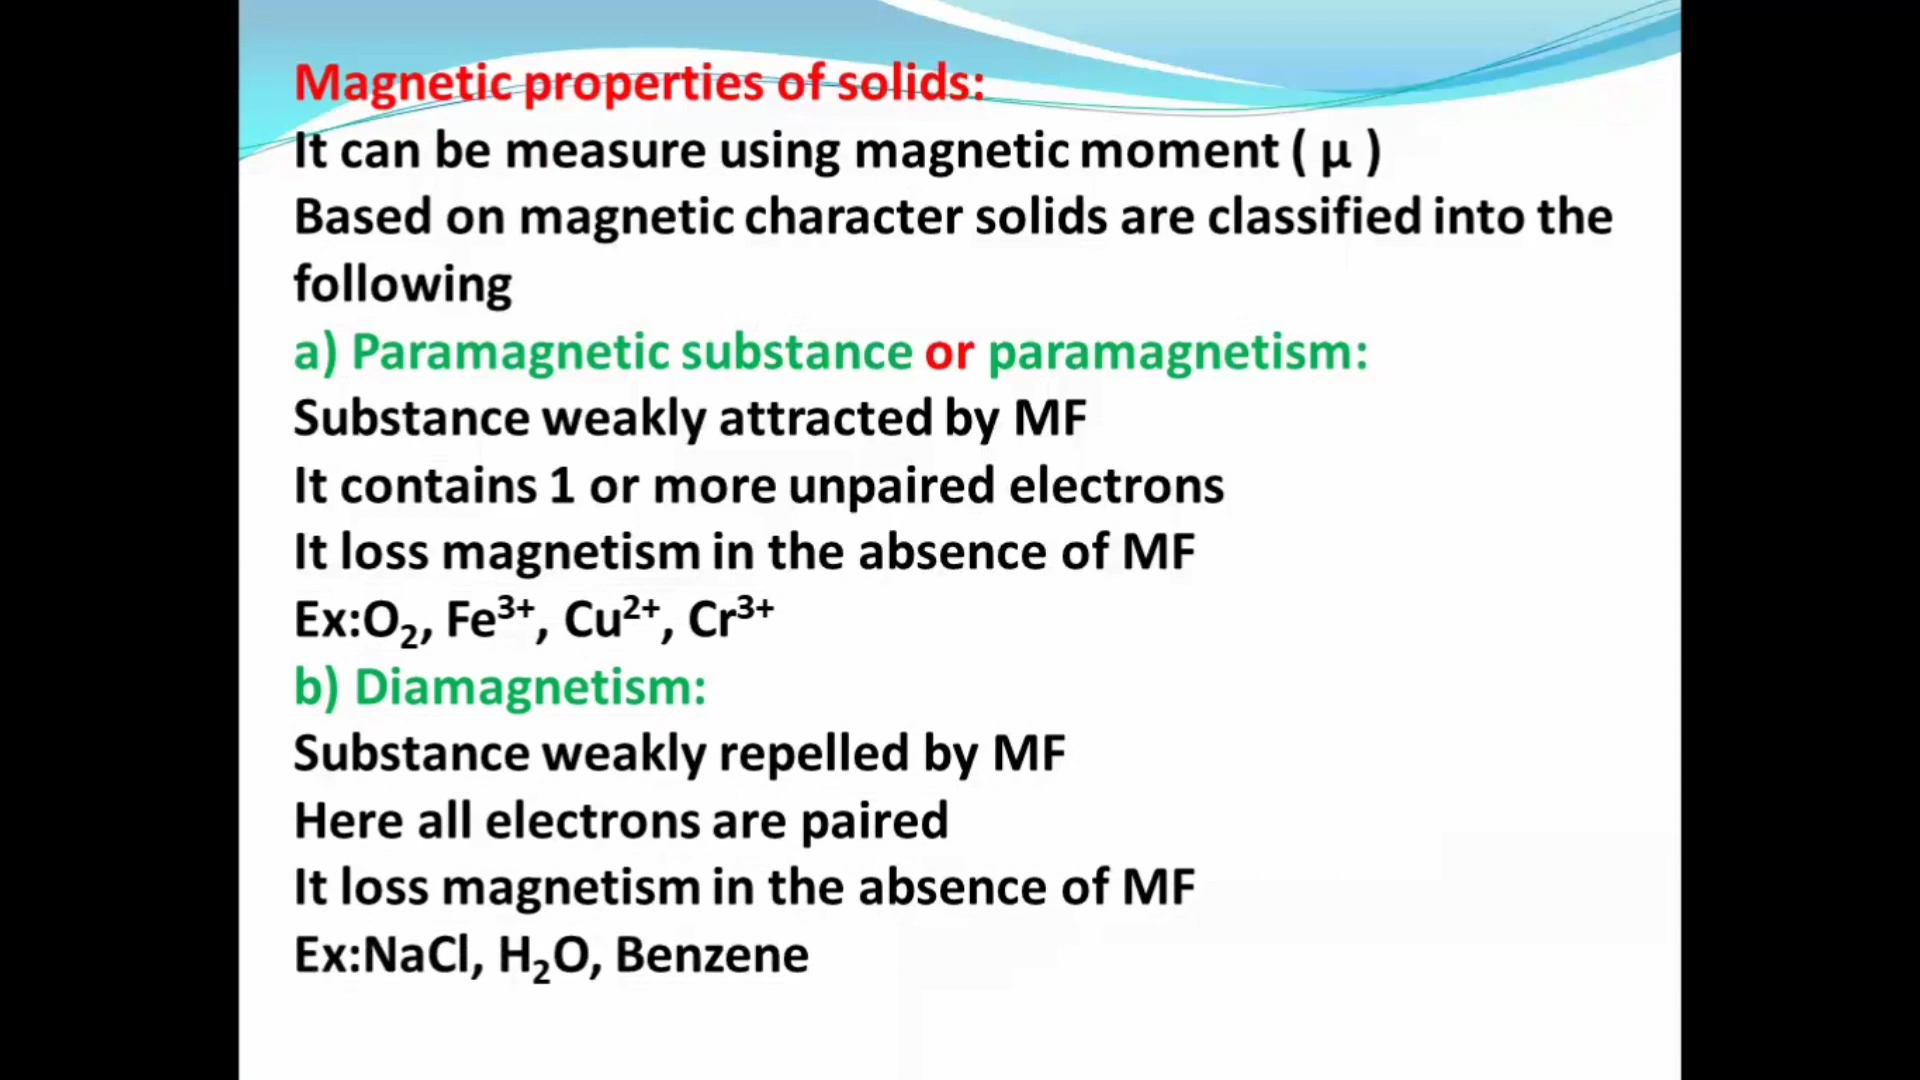 Magnetic properties of solids:
It can be measure using magnetic moment ( μ )
Based on magnetic character solids are classified into the
following
a) Paramagnetic substance or paramagnetism:
Substance weakly attracted by MF
It contains 1 or more unpaired electrons
It loss magnetism in the absence of MF
Ex:O₂, Fe³⁺, Cu²⁺, Cr³⁺
b) Diamagnetism:
Substance weakly repelled by MF
Here all electrons are paired
It loss magnetism in the absence of MF
Ex:NaCl, H₂O, Benzene